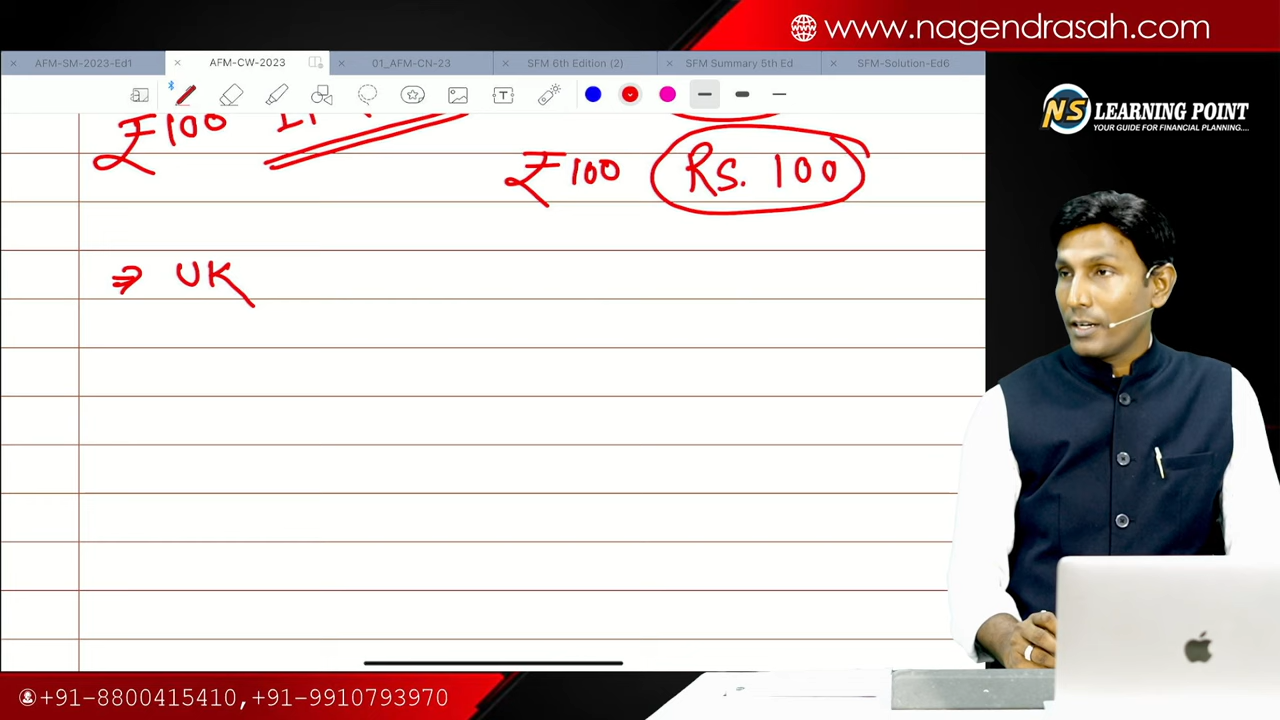 www.nagendrasah.com
AFM-SM-2023-Ed1
AFM-CW-2023
01_AFM-CN-23
SFM 6th Edition (2)
SFM Summary 5th Ed
SFM-Solution-Ed6
NS LEARNING POINT
YOUR GUIDE FOR FINANCIAL PLANNING....
₹100
₹100 Rs. 100
⇒ UK
+91-8800415410,+91-9910793970